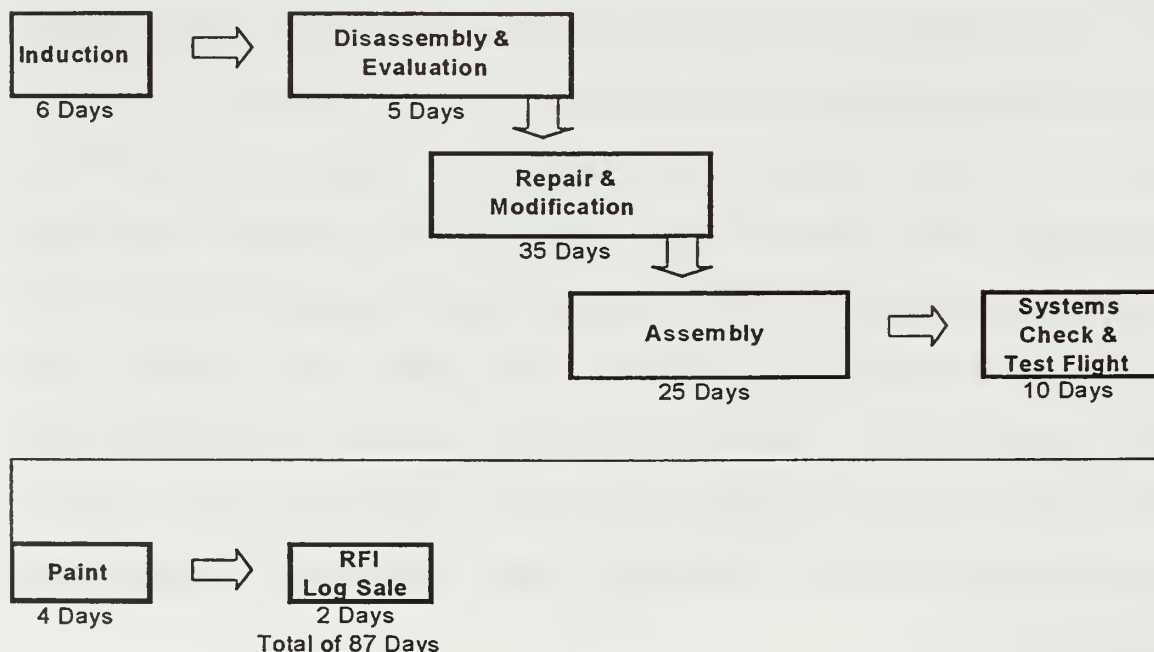 Induction
6 Days
Disassembly &
Evaluation
5 Days
Repair &
Modification
35 Days
Assembly
25 Days
Systems
Check &
Test Flight
10 Days
Paint
4 Days
RFI
Log Sale
2 Days
Total of 87 Days